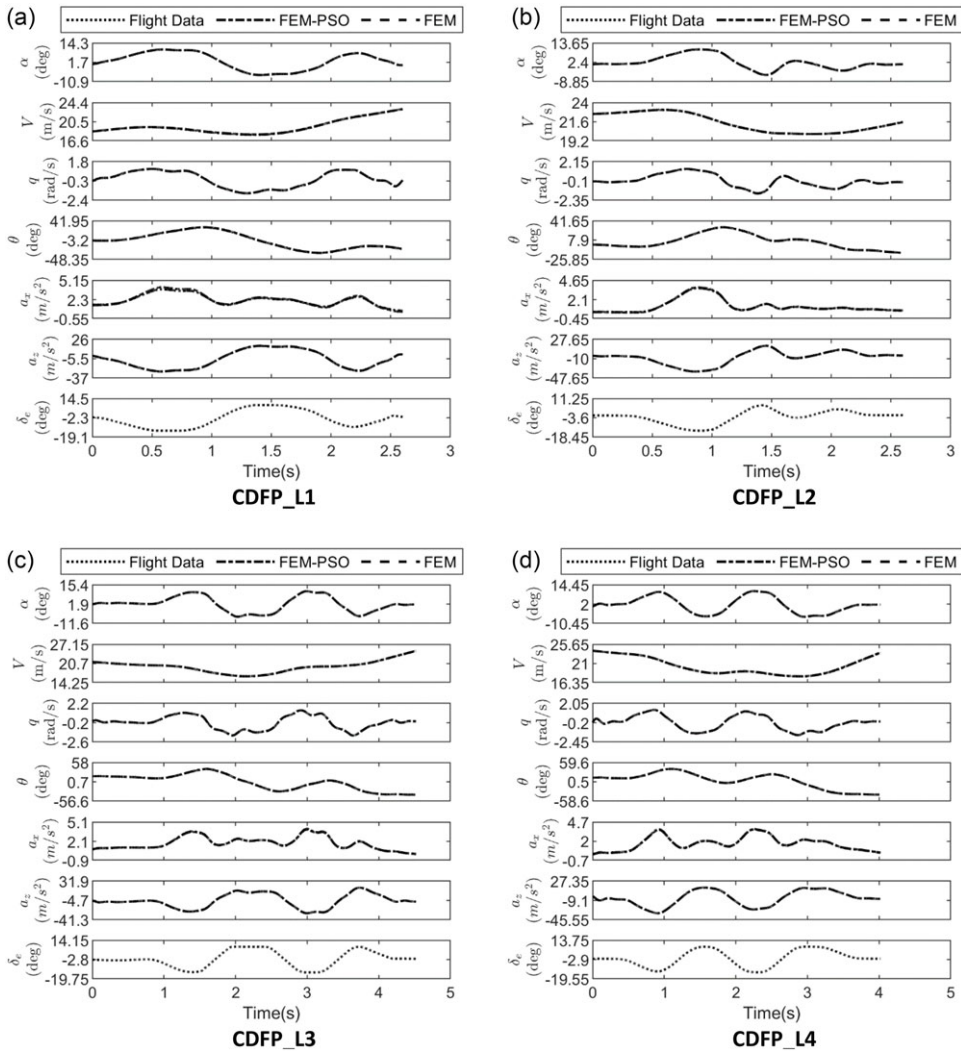 (a)
Flight Data FEM-PSO FEM
α (deg)
14.3
1.7
-10.9
V (m/s)
24.4
20.5
16.6
q (rad/s)
1.8
-0.3
-2.4
θ (deg)
41.95
-3.2
-48.35
a_x (m/s²)
5.15
2.3
-0.55
a_z (m/s²)
26
-5.5
-37
δ_e (deg)
14.5
-2.3
-19.1
0 0.5 1 1.5 2 2.5 3
Time(s)
CDFP_L1
(b)
Flight Data FEM-PSO FEM
α (deg)
13.65
2.4
-8.85
V (m/s)
24
21.6
19.2
q (rad/s)
2.15
-0.1
-2.35
θ (deg)
41.65
7.9
-25.85
a_x (m/s²)
4.65
2.1
-0.45
a_z (m/s²)
27.65
-10
-47.65
δ_e (deg)
11.25
-3.6
-18.45
0 0.5 1 1.5 2 2.5 3
Time(s)
CDFP_L2
(c)
Flight Data FEM-PSO FEM
α (deg)
15.4
1.9
-11.6
V (m/s)
27.15
20.7
14.25
q (rad/s)
2.2
-0.2
-2.6
θ (deg)
58
0.7
-56.6
a_x (m/s²)
5.1
2.1
-0.9
a_z (m/s²)
31.9
-4.7
-41.3
δ_e (deg)
14.15
-2.8
-19.75
0 1 2 3 4 5
Time(s)
CDFP_L3
(d)
Flight Data FEM-PSO FEM
α (deg)
14.45
2
-10.45
V (m/s)
25.65
21
16.35
q (rad/s)
2.05
-0.2
-2.45
θ (deg)
58
0.5
-58.6
a_x (m/s²)
4.7
2
-0.7
a_z (m/s²)
27.35
-9.1
-45.55
δ_e (deg)
13.75
-2.9
-19.55
0 1 2 3 4 5
Time(s)
CDFP_L4